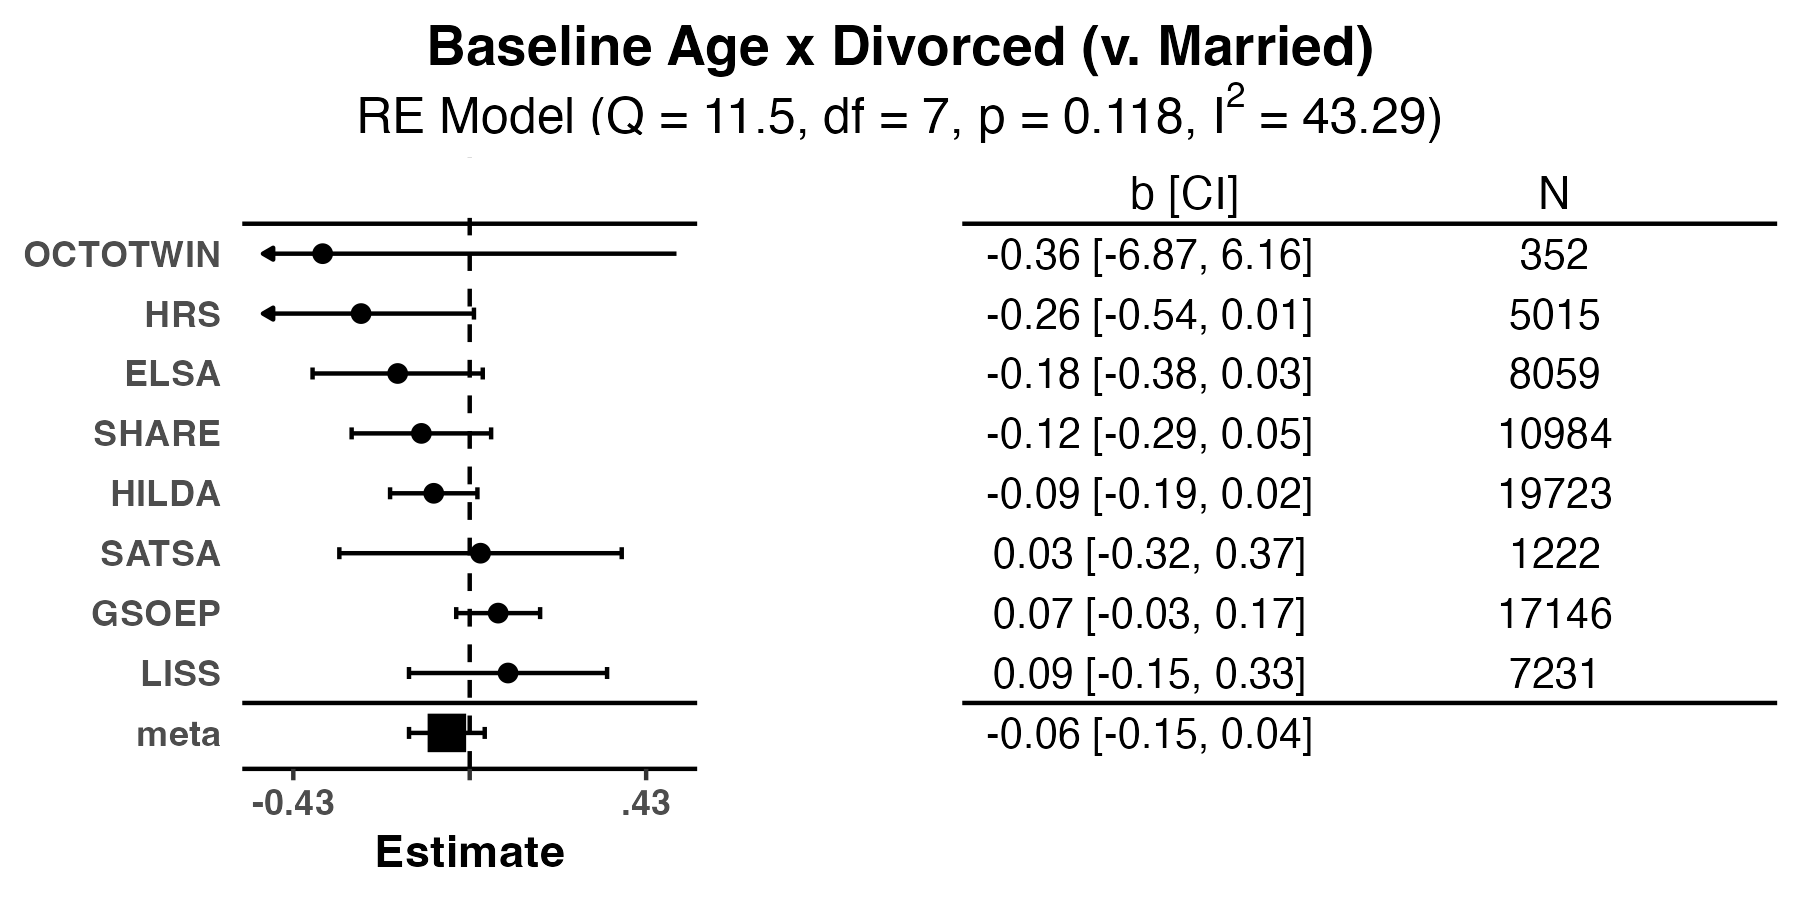 Baseline Age x Divorced (v. Married)
RE Model (Q = 11.5, df = 7, p = 0.118, I² = 43.29)
b [CI] N
OCTOTWIN -0.36 [-6.87, 6.16] 352
HRS -0.26 [-0.54, 0.01] 5015
ELSA -0.18 [-0.38, 0.03] 8059
SHARE -0.12 [-0.29, 0.05] 10984
HILDA -0.09 [-0.19, 0.02] 19723
SATSA 0.03 [-0.32, 0.37] 1222
GSOEP 0.07 [-0.03, 0.17] 17146
LISS 0.09 [-0.15, 0.33] 7231
meta -0.06 [-0.15, 0.04]
-0.43 .43
Estimate